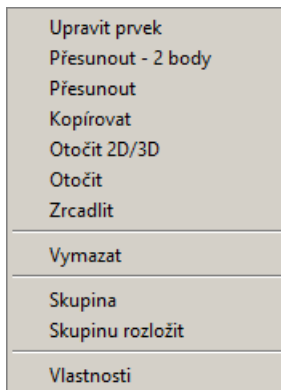 Upravit prvek
Přesunout - 2 body
Přesunout
Kopírovat
Otočit 2D/3D
Otočit
Zrcadlit
Vymazat
Skupina
Skupinu rozložit
Vlastnosti